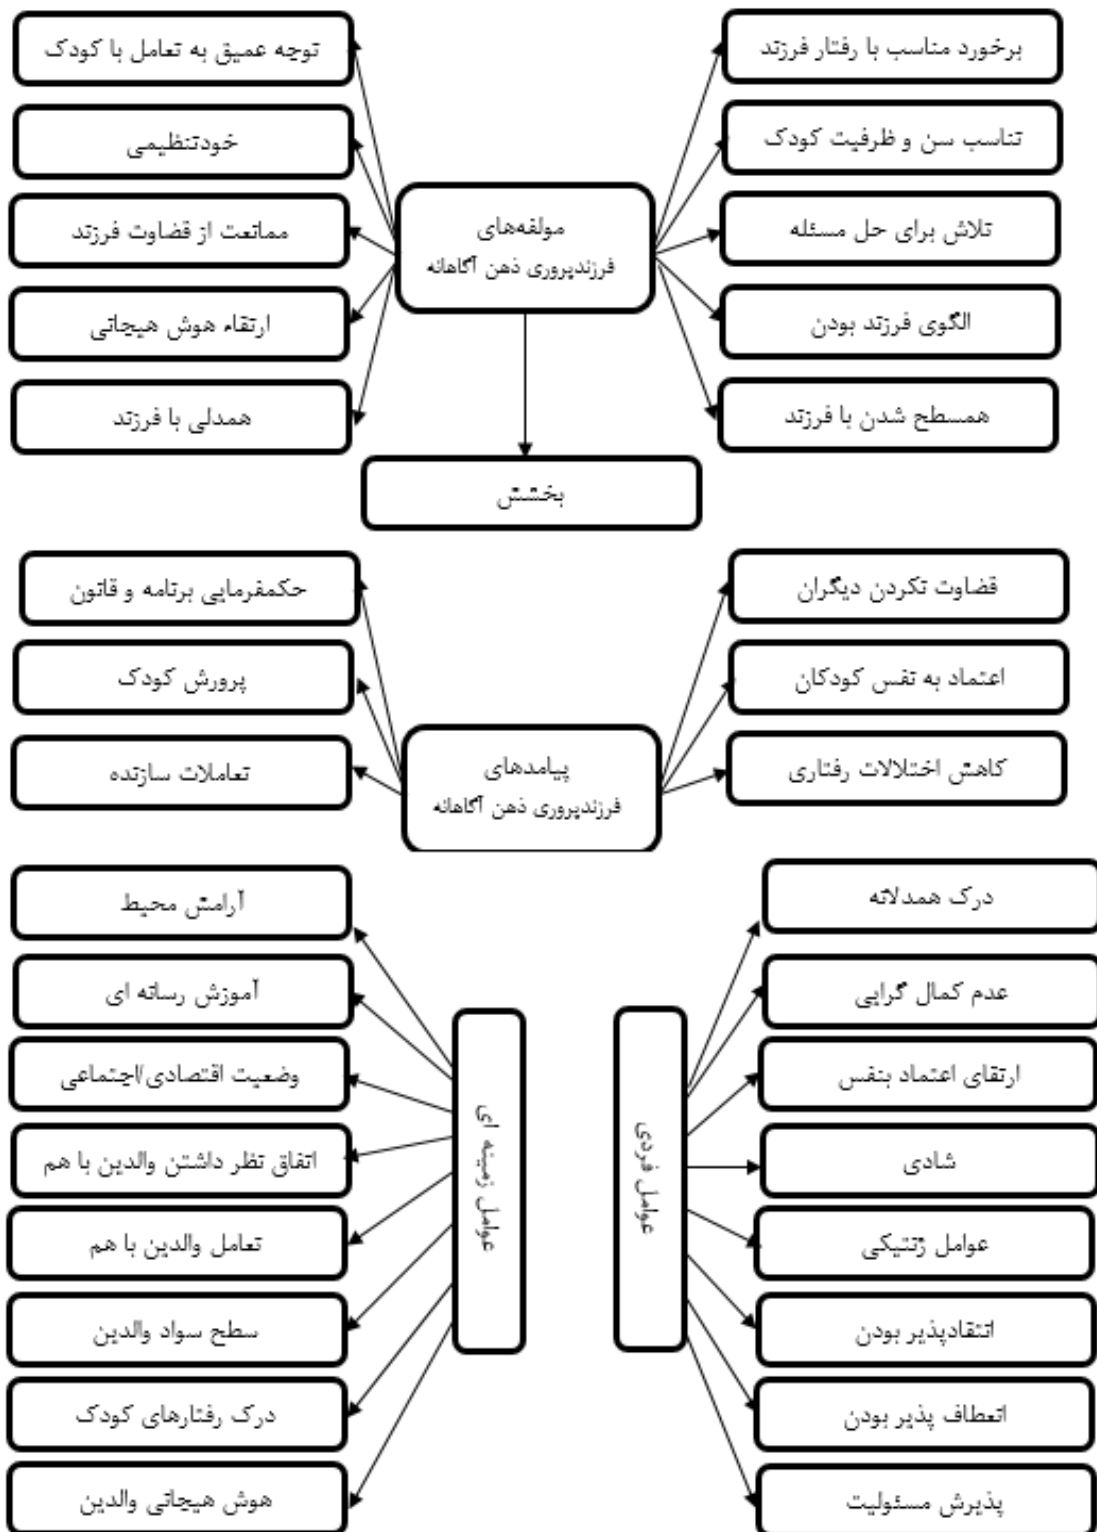 برخورد مناسب با رفتار فرزند
توجه عمیق به تعامل با کودک
تناسب سن و ظرفیت کودک
خودتنظیمی
مولفه‌های
فرزندپروری ذهن آگاهانه
تلاش برای حل مسئله
ممانعت از قضاوت فرزند
الگوی فرزند بودن
ارتقاء هوش هیجانی
همسطح شدن با فرزند
همدلی با فرزند
بخشش
قضاوت نکردن دیگران
حکمفرمایی برنامه و قانون
اعتماد به نفس کودکان
پرورش کودک
کاهش اختلالات رفتاری
تعاملات سازنده
پیامدهای
فرزندپروری ذهن آگاهانه
درک همدلانه
آرامش محیط
عدم کمال گرایی
آموزش رسانه ای
ارتقای اعتماد بنفس
وضعیت اقتصادی/اجتماعی
شادی
اتفاق نظر داشتن والدین با هم
عوامل فردی
عوامل زمینه ای
عوامل ژنتیکی
تعامل والدین با هم
انتقادپذیر بودن
سطح سواد والدین
انعطاف پذیر بودن
درک رفتارهای کودک
پذیرش مسئولیت
هوش هیجانی والدین